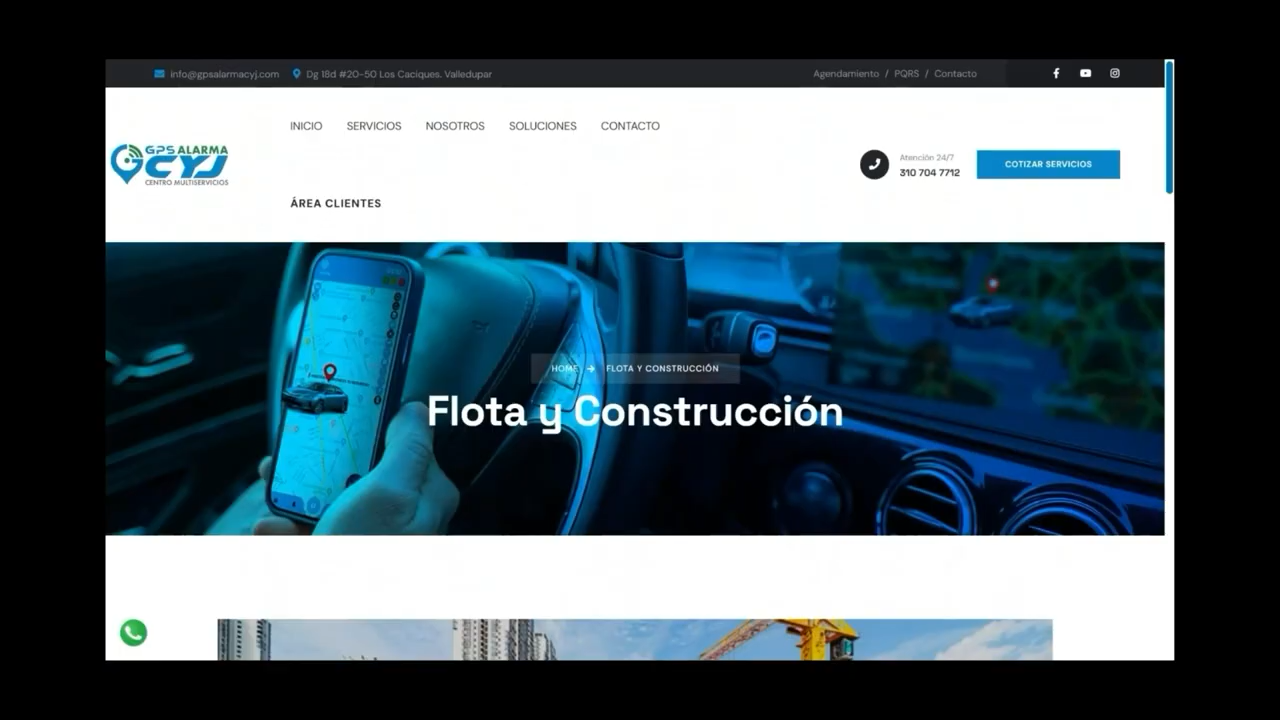 info@gpsalarmacyj.com
Dg 18d #20-50 Los Caciques. Valledupar
Agendamiento / PQRS / Contacto
INICIO SERVICIOS NOSOTROS SOLUCIONES CONTACTO
GPS ALARMA
CYJ
CENTRO MULTISERVICIOS
Atención 24/7
310 704 7712
COTIZAR SERVICIOS
ÁREA CLIENTES
HOME → FLOTA Y CONSTRUCCIÓN
Flota y Construcción